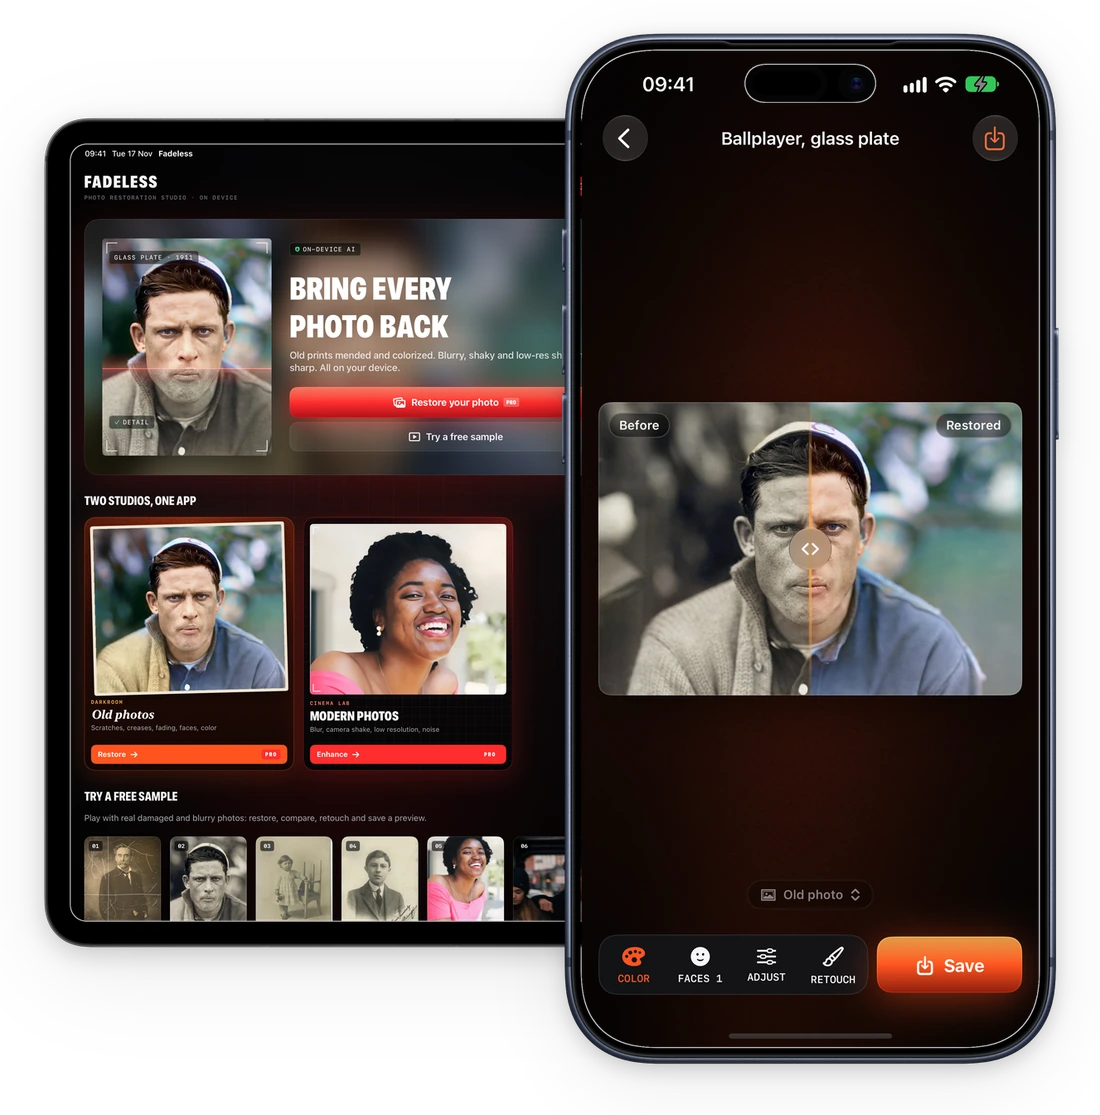 09:41 Tue 17 Nov Fadeless
FADELESS
PHOTO RESTORATION STUDIO · ON DEVICE
GLASS PLATE · 1911
DETAIL
ON-DEVICE AI
BRING EVERY
PHOTO BACK
Old prints mended and colorized. Blurry, shaky and low-res sh
sharp. All on your device.
Restore your photo PRO
Try a free sample
TWO STUDIOS, ONE APP
DARKROOM
Old photos
Scratches, creases, fading, faces, color
Restore → PRO
CINEMA LAB
MODERN PHOTOS
Blur, camera shake, low resolution, noise
Enhance → PRO
TRY A FREE SAMPLE
Play with real damaged and blurry photos: restore, compare, retouch and save a preview.
01
02
03
04
05
06
09:41
Ballplayer, glass plate
Before
Restored
Old photo
COLOR
FACES 1
ADJUST
RETOUCH
Save